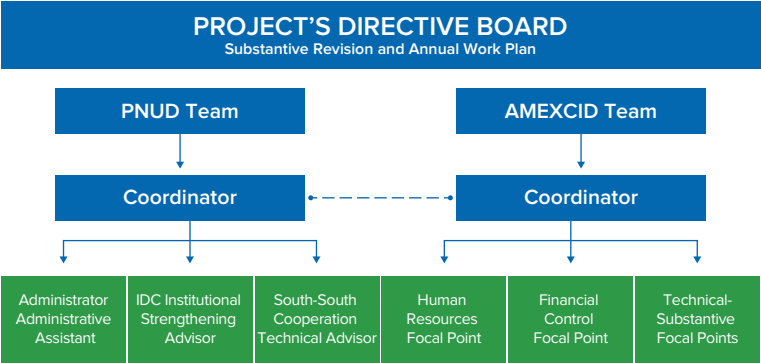 PROJECT'S DIRECTIVE BOARD
Substantive Revision and Annual Work Plan
PNUD Team
AMEXCID Team
Coordinator
Coordinator
Administrator
Administrative
Assistant
IDC Institutional
Strengthening
Advisor
South-South
Cooperation
Technical Advisor
Human
Resources
Focal Point
Financial
Control
Focal Point
Technical-
Substantive
Focal Points